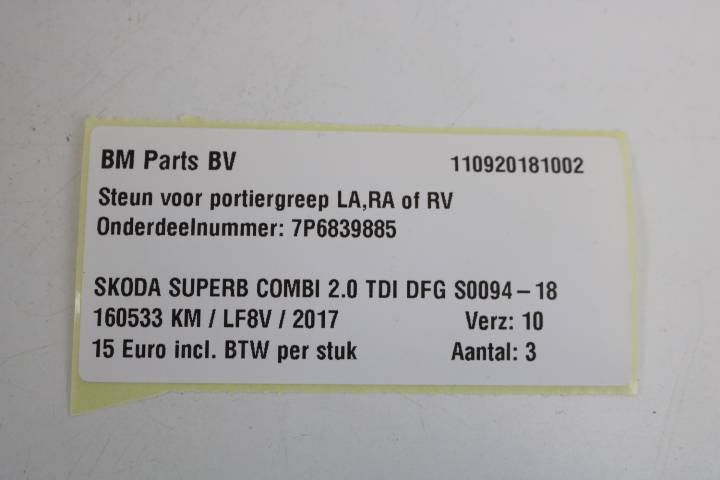 BM Parts BV 110920181002
Steun voor portiergreep LA,RA of RV
Onderdeelnummer: 7P6839885
SKODA SUPERB COMBI 2.0 TDI DFG S0094-18
160533 KM / LF8V / 2017 Verz: 10
15 Euro incl. BTW per stuk Aantal: 3